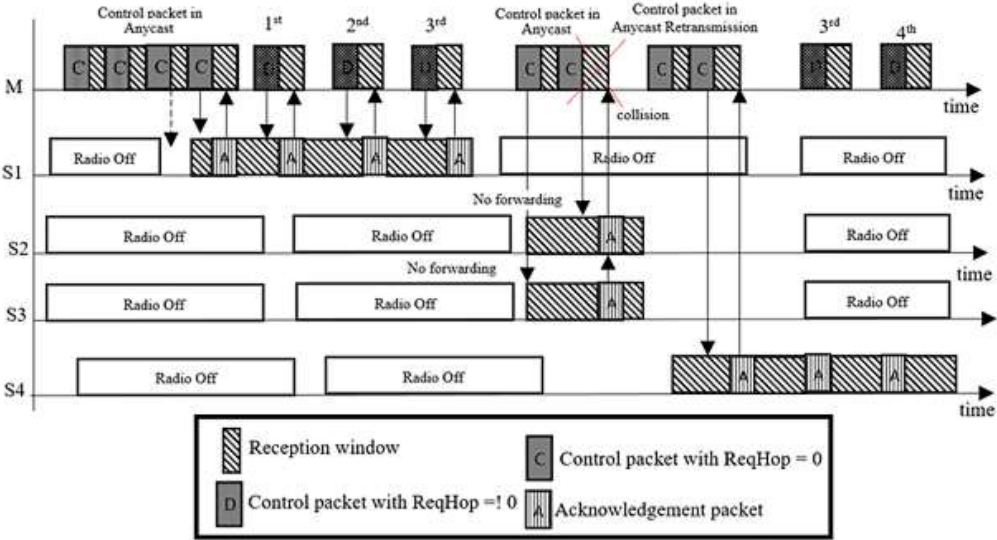 Control packet in
Anycast
1st
2nd
3rd
Control packet in
Anycast
Control packet in
Anycast Retransmission
3rd
4th
C C C C D D D C C C C D D
M
time
collision
Radio Off
A A A A
Radio Off
Radio Off
S1
time
No forwarding
Radio Off
Radio Off
A
Radio Off
S2
time
No forwarding
Radio Off
Radio Off
A
Radio Off
S3
Radio Off
Radio Off
A A A
S4
time
Reception window
C Control packet with ReqHop = 0
D Control packet with ReqHop =! 0
A Acknowledgement packet